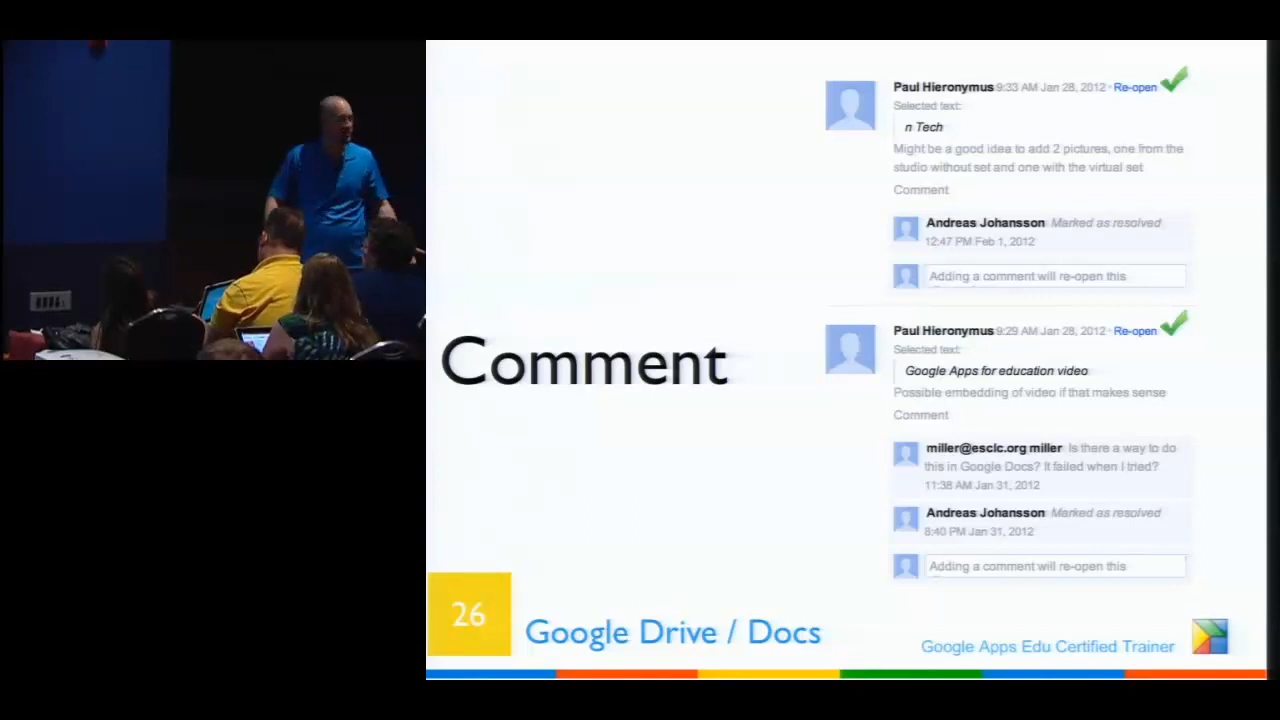 Paul Hieronymus 9:33 AM Jan 28, 2012 · Re-open
Selected text:
n Tech
Might be a good idea to add 2 pictures, one from the
studio without set and one with the virtual set
Comment
Andreas Johansson Marked as resolved
12:47 PM Feb 1, 2012
Adding a comment will re-open this
Paul Hieronymus 9:29 AM Jan 28, 2012 · Re-open
Selected text:
Google Apps for education video
Possible embedding of video if that makes sense
Comment
miller@esclc.org miller Is there a way to do
this in Google Docs? It failed when I tried?
11:38 AM Jan 31, 2012
Andreas Johansson Marked as resolved
8:40 PM Jan 31, 2012
Adding a comment will re-open this
Comment
26
Google Drive / Docs
Google Apps Edu Certified Trainer